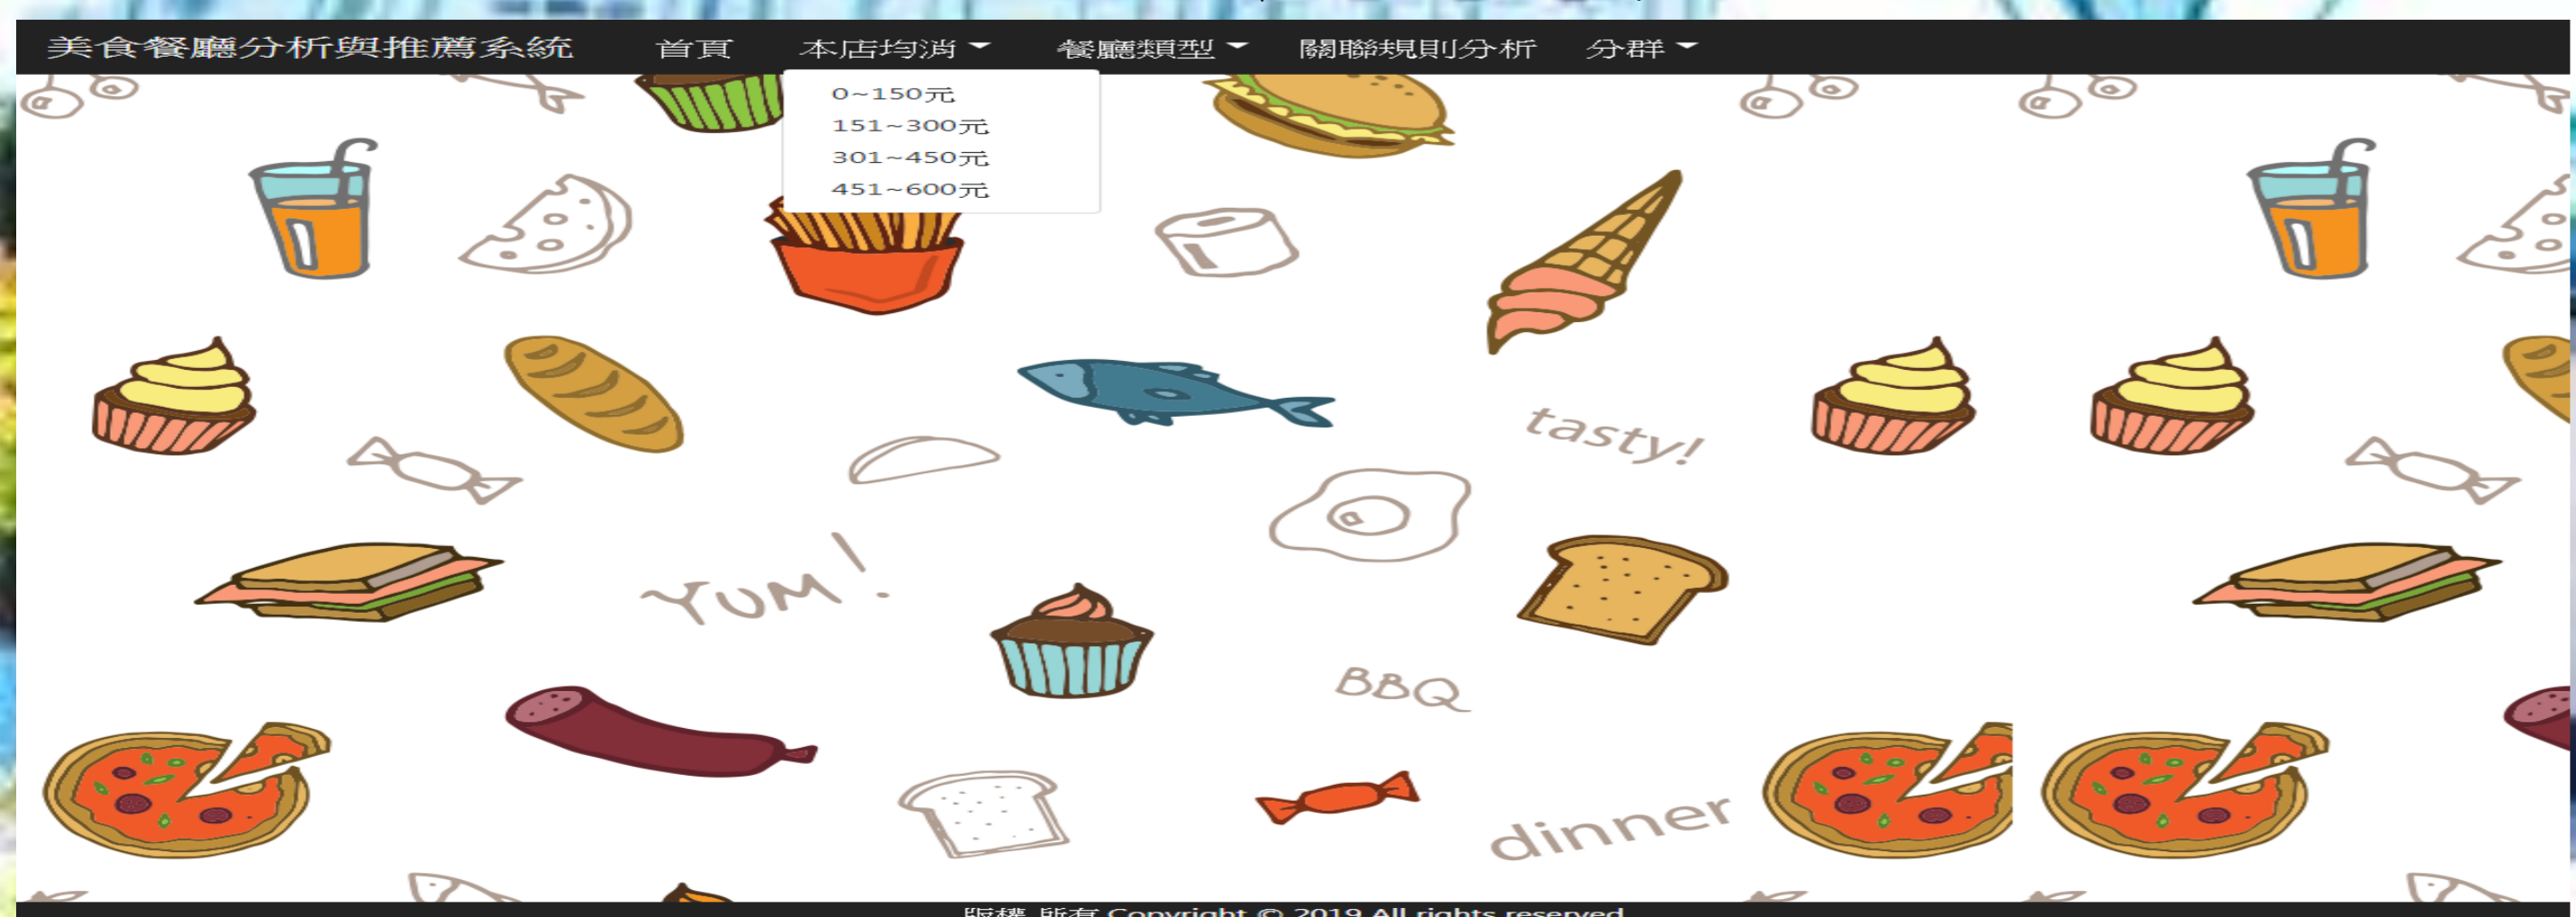 美食餐廳分析與推薦系統 首頁 本店均消 餐廳類型 關聯規則分析 分群
0~150元
151~300元
301~450元
451~600元
tasty!
YUM!
BBQ
dinner
版權 所有 Copyright © 2019 All rights reserved